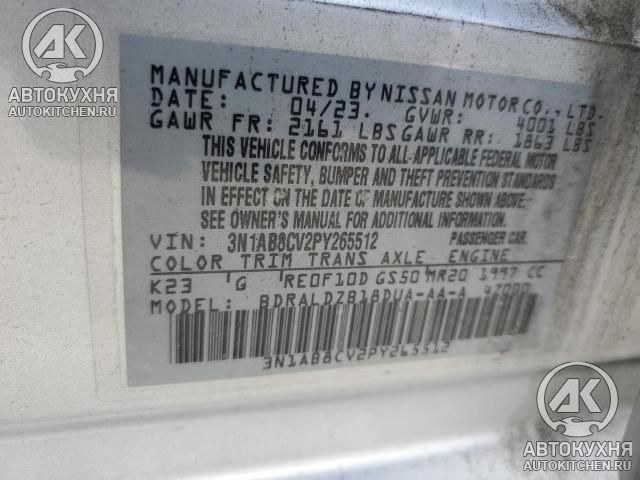 АВТОКУХНЯ
AUTOKITCHEN.RU
MANUFACTURED BY NISSAN MOTOR CO., LTD.
DATE: 04/23. GVWR: 4001 LBS
GAWR FR: 2161 LBS GAWR RR: 1863 LBS
THIS VEHICLE CONFORMS TO ALL APPLICABLE FEDERAL MOTOR
VEHICLE SAFETY, BUMPER AND THEFT PREVENTION STANDARDS
IN EFFECT ON THE DATE OF MANUFACTURE SHOWN ABOVE.
SEE OWNER'S MANUAL FOR ADDITIONAL INFORMATION.
VIN: 3N1AB8CV2PY265512 PASSENGER CAR.
COLOR TRIM TRANS AXLE ENGINE
K23 G RE0F10D GS50 MR20 1997 CC
MODEL: BDRALDZB18DUA-AA-A 47000
3N1AB8CV2PY265512
АВТОКУХНЯ
AUTOKITCHEN.RU